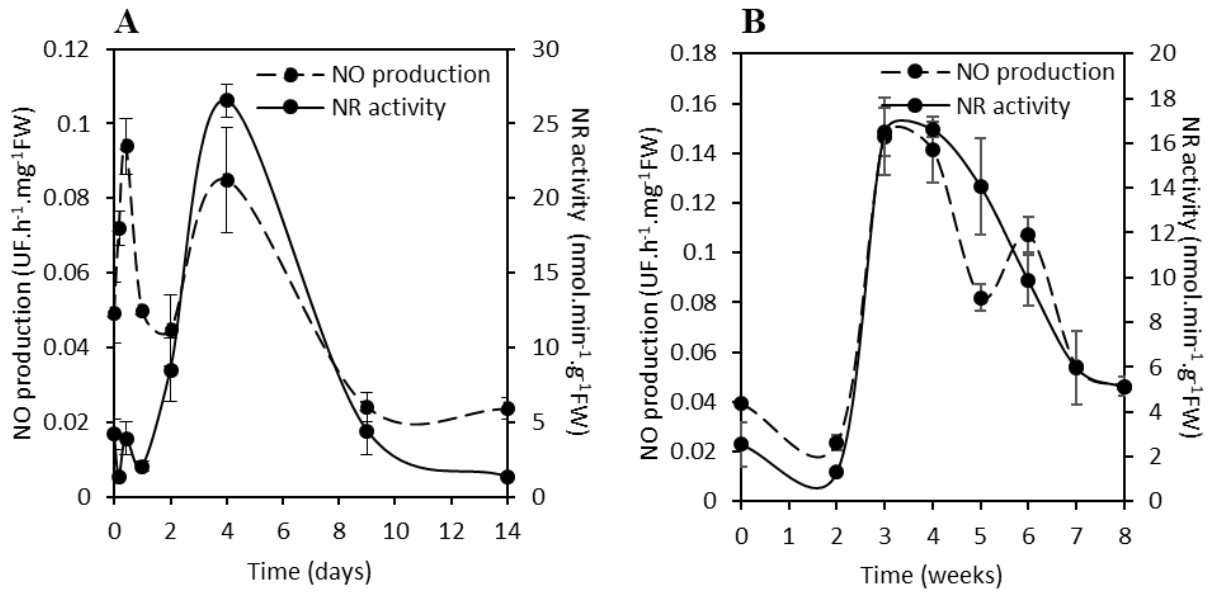 A
NO production (UF.h⁻¹.mg⁻¹FW)
0.12
0.1
0.08
0.06
0.04
0.02
0
NO production
NR activity
30
25
20
15
10
5
0
NR activity (nmol.min⁻¹.g⁻¹FW)
0 2 4 6 8 10 12 14
Time (days)
B
NO production (UF.h⁻¹.mg⁻¹FW)
0.18
0.16
0.14
0.12
0.1
0.08
0.06
0.04
0.02
0
NO production
NR activity
20
18
16
14
12
10
8
6
4
2
0
NR activity (nmol.min⁻¹.g⁻¹FW)
0 1 2 3 4 5 6 7 8
Time (weeks)